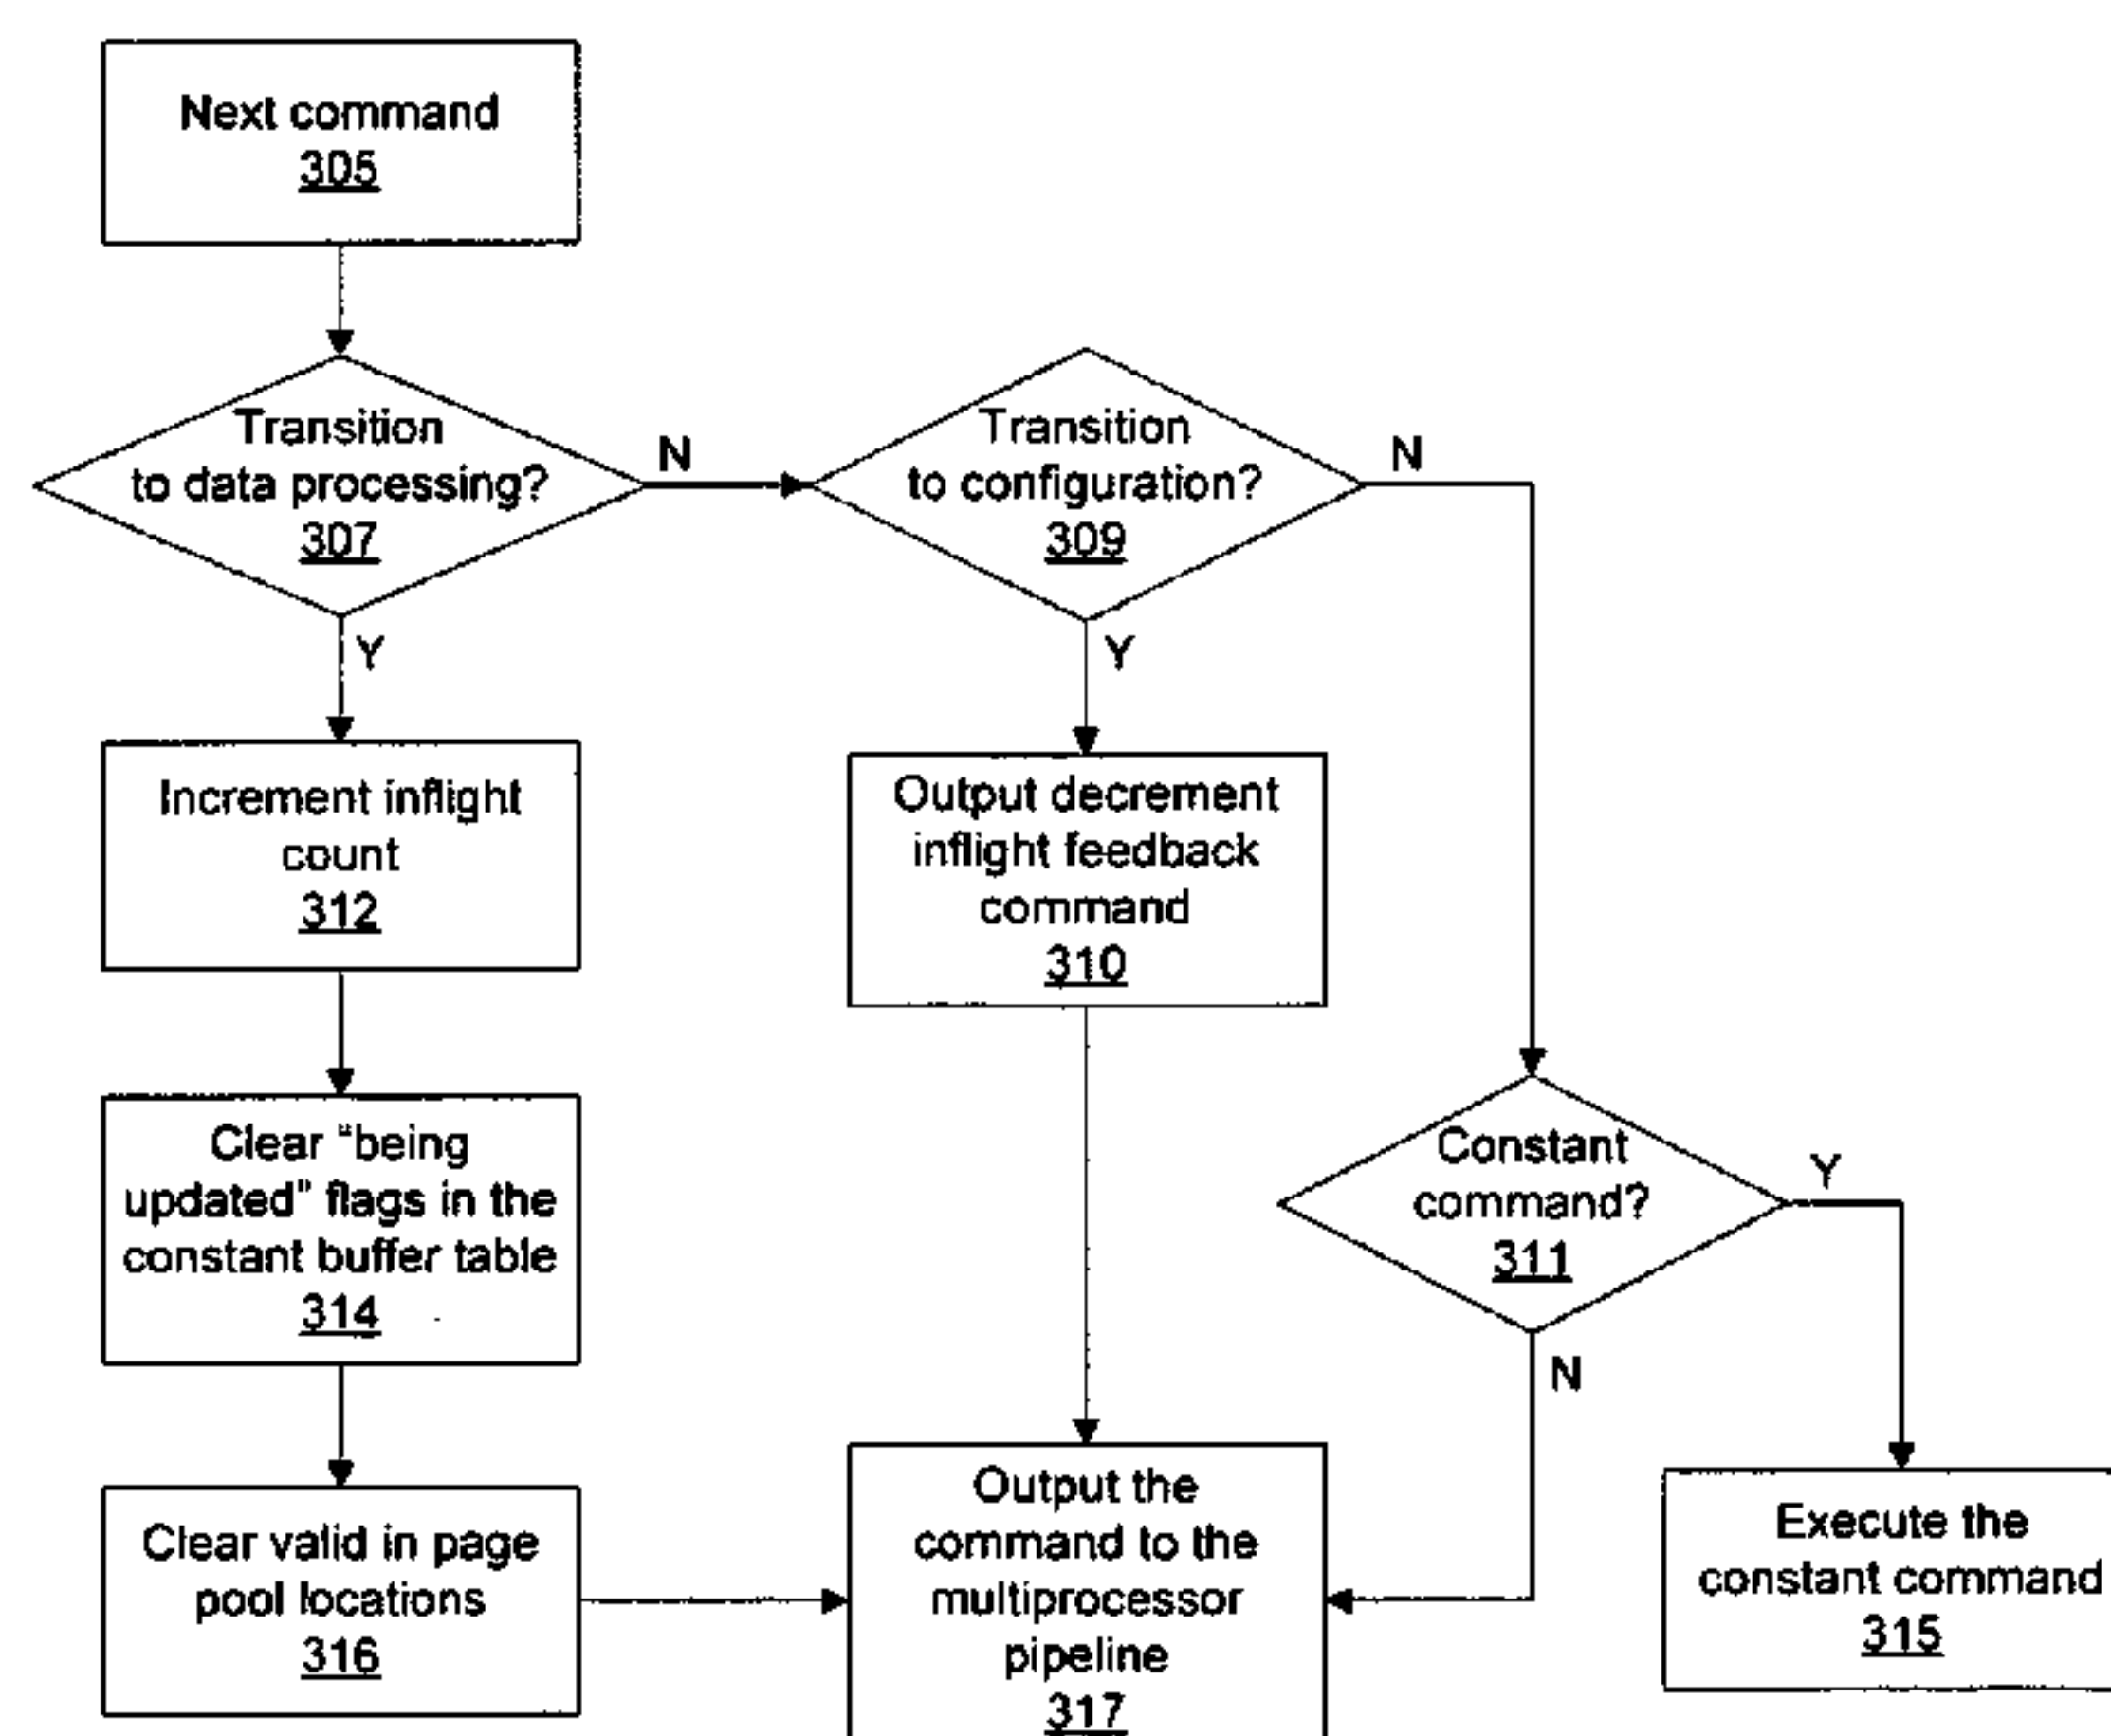 Next command
305
Transition
to data processing?
307
N
Transition
to configuration?
309
N
Y
Y
Increment inflight
count
312
Output decrement
inflight feedback
command
310
Clear "being
updated" flags in the
constant buffer table
314
Constant
command?
311
Y
N
Clear valid in page
pool locations
316
Output the
command to the
multiprocessor
pipeline
317
Execute the
constant command
315